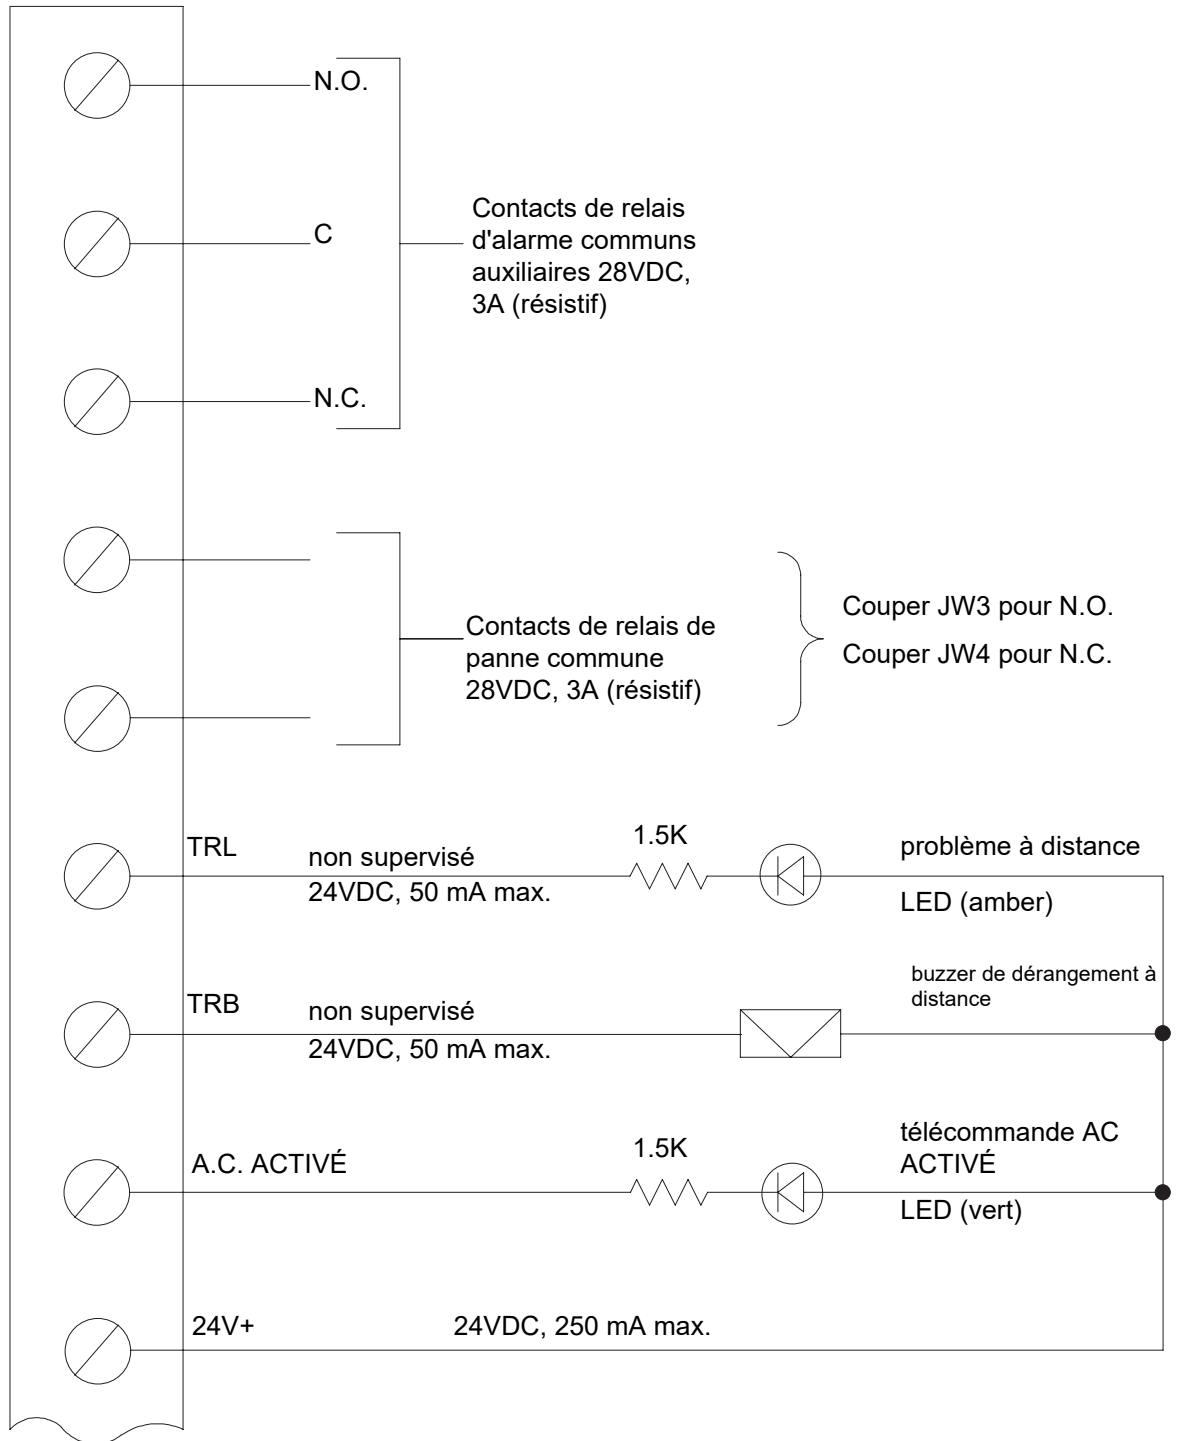 N.O.
C
N.C.
Contacts de relais
d'alarme communs
auxiliaires 28VDC,
3A (résistif)
Contacts de relais de
panne commune
28VDC, 3A (résistif)
Couper JW3 pour N.O.
Couper JW4 pour N.C.
TRL
non supervisé
24VDC, 50 mA max.
1.5K
problème à distance
LED (amber)
TRB
non supervisé
24VDC, 50 mA max.
buzzer de dérangement à
distance
A.C. ACTIVÉ
1.5K
télécommande AC
ACTIVÉ
LED (vert)
24V+
24VDC, 250 mA max.